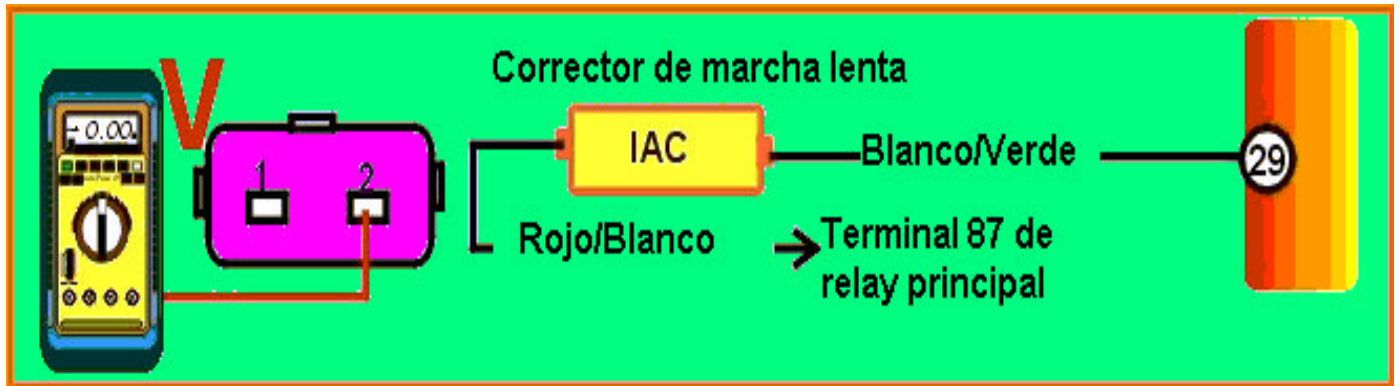 V
0.00
1 2
Corrector de marcha lenta
IAC
Blanco/Verde
29
Rojo/Blanco
Terminal 87 de
relay principal